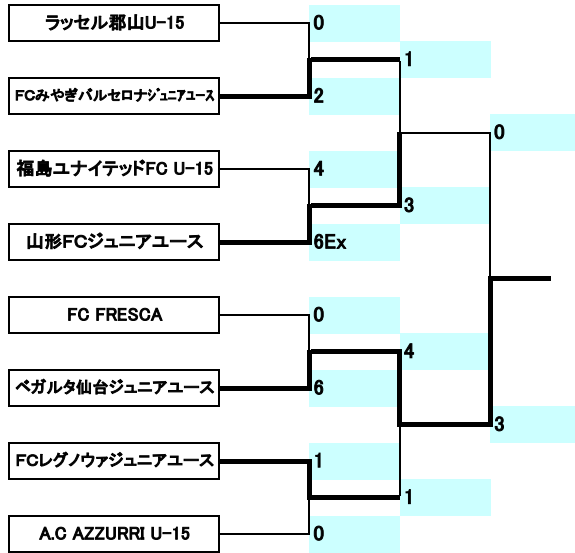 ラッセル郡山U-15
0
1
FCみやぎバルセロナジュニアユース
2
0
福島ユナイテッドFC U-15
4
3
山形FCジュニアユース
6Ex
FC FRESCA
0
4
ベガルタ仙台ジュニアユース
6
3
FCレグノウァジュニアユース
1
1
A.C AZZURRI U-15
0